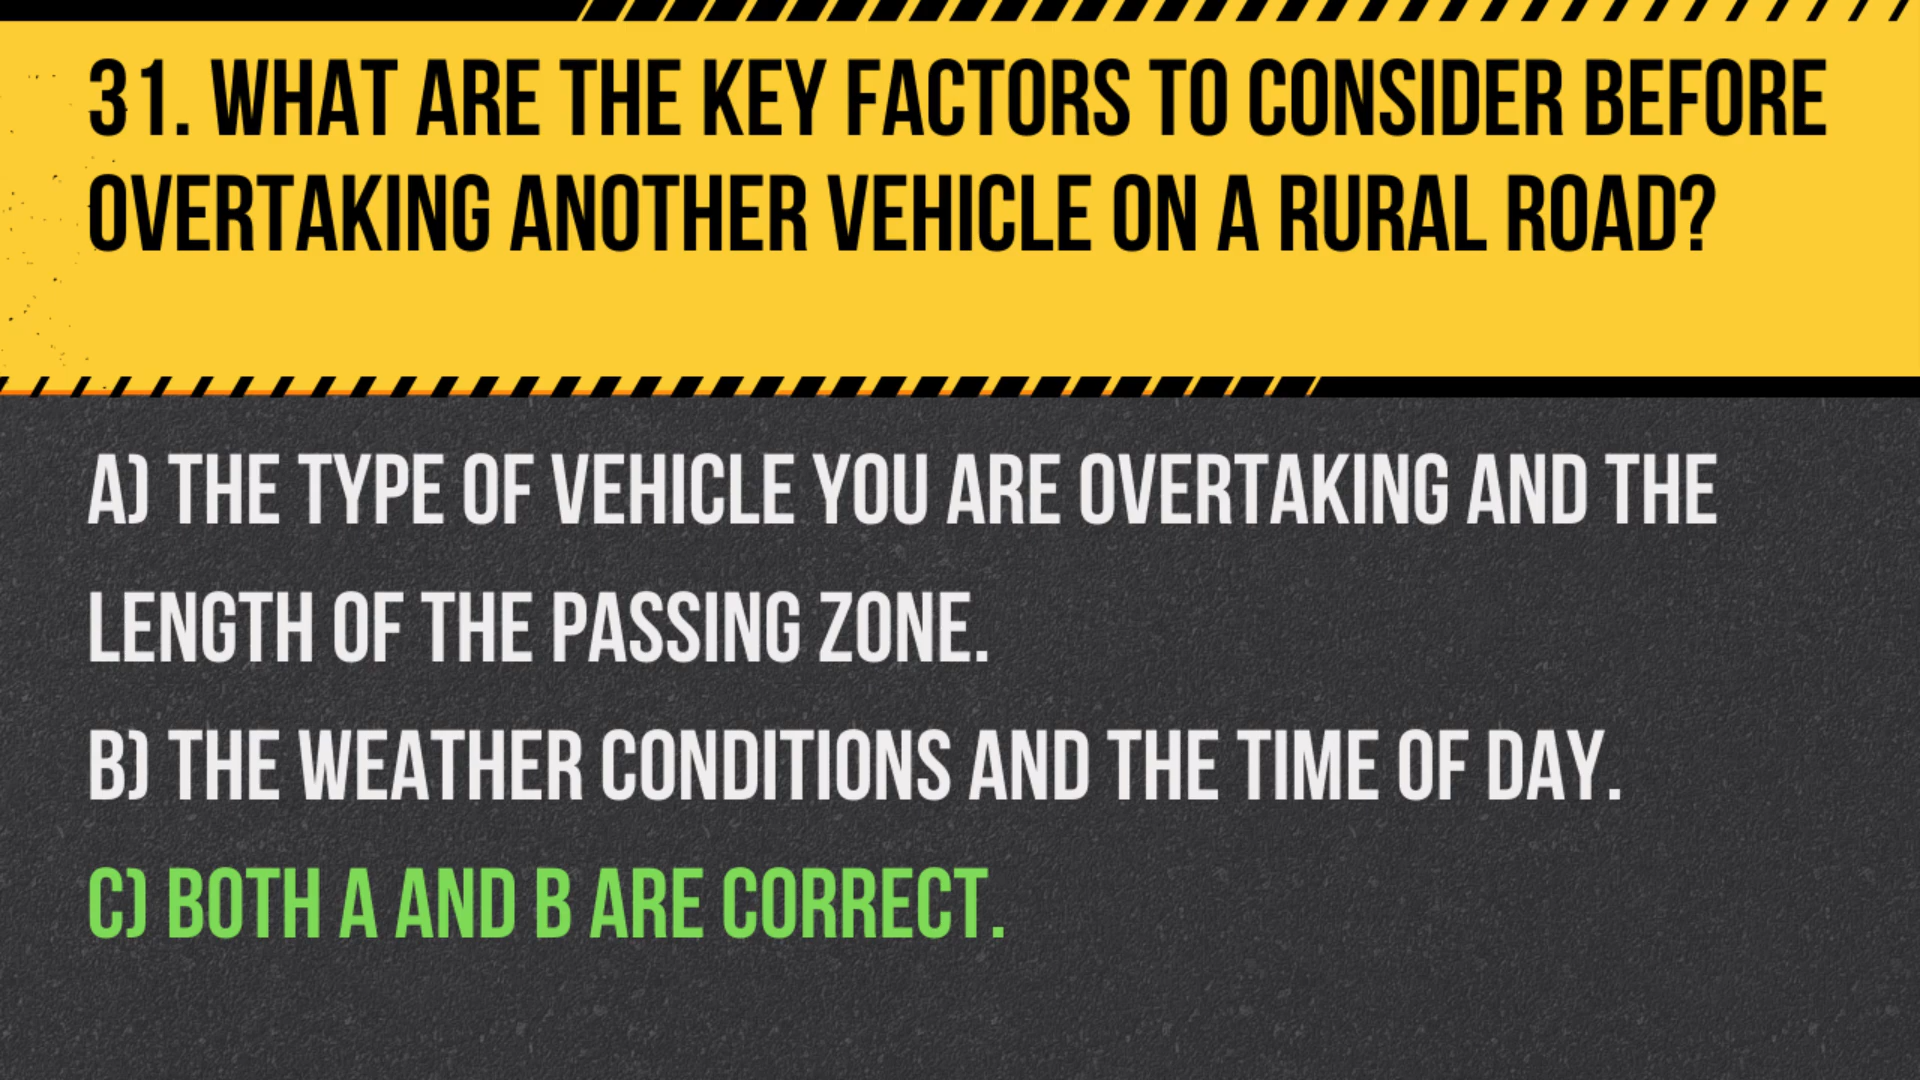 31. WHAT ARE THE KEY FACTORS TO CONSIDER BEFORE
OVERTAKING ANOTHER VEHICLE ON A RURAL ROAD?
A) THE TYPE OF VEHICLE YOU ARE OVERTAKING AND THE
LENGTH OF THE PASSING ZONE.
B) THE WEATHER CONDITIONS AND THE TIME OF DAY.
C) BOTH A AND B ARE CORRECT.